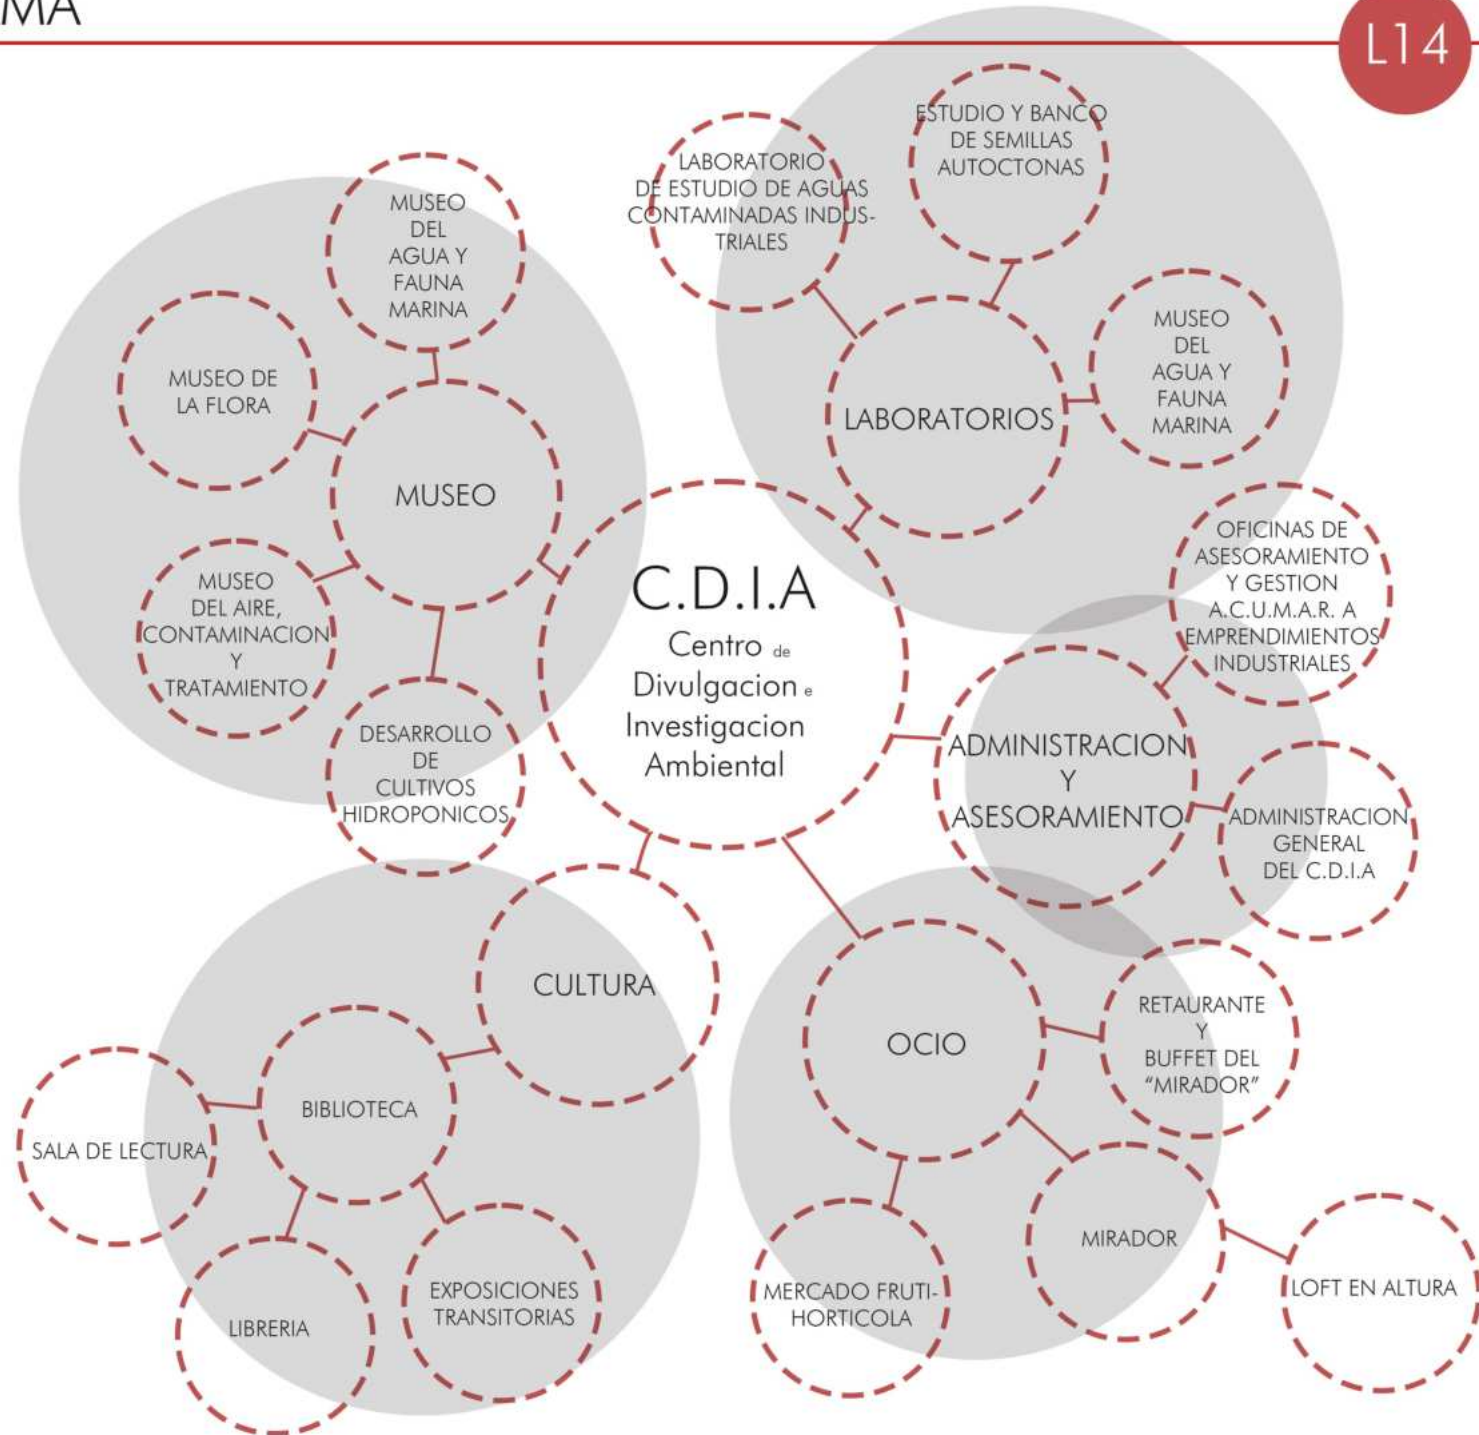 MA
L14
ESTUDIO Y BANCO
DE SEMILLAS
AUTOCTONAS
LABORATORIO
DE ESTUDIO DE AGUAS
CONTAMINADAS INDUS-
TRIALES
MUSEO
DEL
AGUA Y
FAUNA
MARINA
MUSEO DE
LA FLORA
MUSEO
MUSEO
DEL AIRE,
CONTAMINACION
Y
TRATAMIENTO
DESARROLLO
DE
CULTIVOS
HIDROPONICOS
LABORATORIOS
MUSEO
DEL
AGUA Y
FAUNA
MARINA
C.D.I.A
Centro de
Divulgacion e
Investigacion
Ambiental
OFICINAS DE
ASESORAMIENTO
Y GESTION
A.C.U.M.A.R. A
EMPRENDIMIENTOS
INDUSTRIALES
ADMINISTRACION
Y
ASESORAMIENTO
ADMINISTRACION
GENERAL
DEL C.D.I.A
CULTURA
BIBLIOTECA
SALA DE LECTURA
LIBRERIA
EXPOSICIONES
TRANSITORIAS
OCIO
RETAURANTE
Y
BUFFET DEL
“MIRADOR”
MIRADOR
MERCADO FRUTI-
HORTICOLA
LOFT EN ALTURA